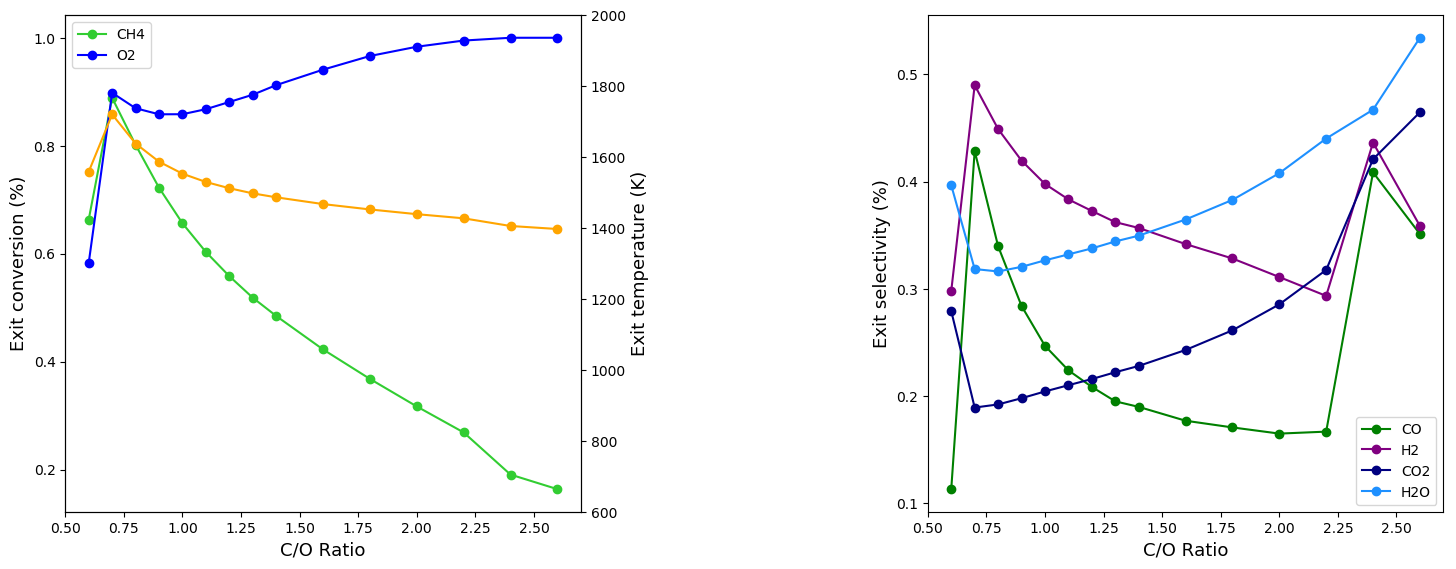 CH4
O2
1.0
0.8
0.6
0.4
0.2
Exit conversion (%)
0.50 0.75 1.00 1.25 1.50 1.75 2.00 2.25 2.50
C/O Ratio
2000
1800
1600
1400
1200
1000
800
600
Exit temperature (K)
0.5
0.4
0.3
0.2
0.1
Exit selectivity (%)
CO
H2
CO2
H2O
0.50 0.75 1.00 1.25 1.50 1.75 2.00 2.25 2.50
C/O Ratio